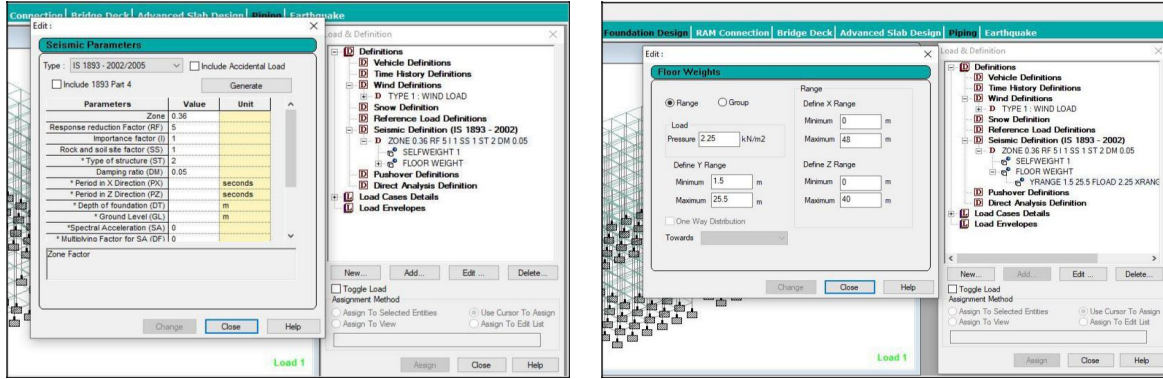 Connection Bridge Deck Advanced Slab Design Piping Earthquake
Edit :
Seismic Parameters
Type : IS 1893 - 2002/2005 Include Accidental Load
Include 1893 Part 4 Generate
Parameters Value Unit
Zone 0.36
Response reduction Factor (RF) 5
Importance factor (I) 1
Rock and soil site factor (SS) 1
* Type of structure (ST) 2
Damping ratio (DM) 0.05
* Period in X Direction (PX) seconds
* Period in Z Direction (PZ) seconds
* Depth of foundation (DT) m
* Ground Level (GL) m
*Spectral Acceleration (SA) 0
* Multiplying Factor for SA (DF) 0
Zone Factor
Change Close Help
Load 1
Load & Definition
Definitions
Vehicle Definitions
Time History Definitions
Wind Definitions
TYPE 1 : WIND LOAD
Snow Definition
Reference Load Definitions
Seismic Definition (IS 1893 - 2002)
ZONE 0.36 RF 5 I 1 SS 1 ST 2 DM 0.05
SELFWEIGHT 1
FLOOR WEIGHT
Pushover Definitions
Direct Analysis Definition
Load Cases Details
Load Envelopes
New... Add... Edit ... Delete...
Toggle Load
Assignment Method
Assign To Selected Entities Use Cursor To Assign
Assign To View Assign To Edit List
Assign Close Help
Foundation Design RAM Connection Bridge Deck Advanced Slab Design Piping Earthquake
Edit :
Floor Weights
Range Group
Load
Pressure 2.25 kN/m2
Define Y Range
Minimum 1.5 m
Maximum 25.5 m
One Way Distribution
Towards
Range
Define X Range
Minimum 0 m
Maximum 48 m
Define Z Range
Minimum 0 m
Maximum 40 m
Change Close Help
Load 1
Load & Definition
Definitions
Vehicle Definitions
Time History Definitions
Wind Definitions
TYPE 1 : WIND LOAD
Snow Definition
Reference Load Definitions
Seismic Definition (IS 1893 - 2002)
ZONE 0.36 RF 5 I 1 SS 1 ST 2 DM 0.05
SELFWEIGHT 1
FLOOR WEIGHT
YRANGE 1.5 25.5 FLOAD 2.25 XRANG
Pushover Definitions
Direct Analysis Definition
Load Cases Details
Load Envelopes
New... Add... Edit ... Delete...
Toggle Load
Assignment Method
Assign To Selected Entities Use Cursor To Assign
Assign To View Assign To Edit List
Assign Close Help